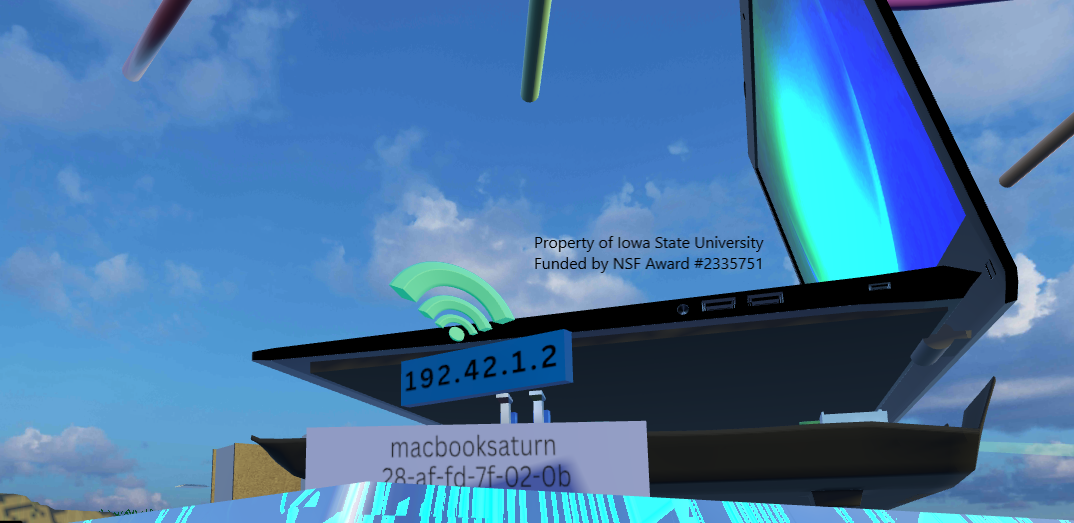 Property of Iowa State University
Funded by NSF Award #2335751
192.42.1.2
macbooksaturn
28-af-fd-7f-02-0b